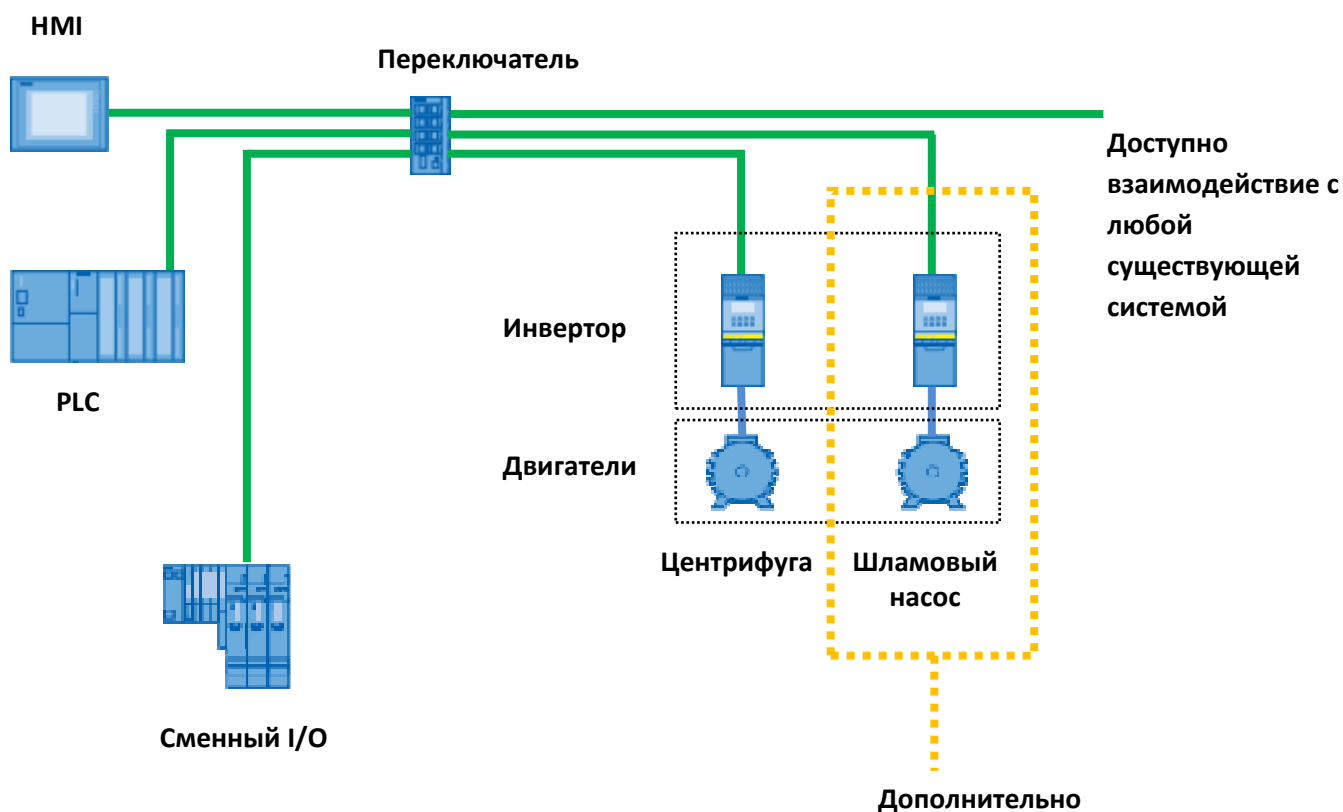 HMI
Переключатель
Доступно
взаимодействие с
любой
существующей
системой
Инвертор
PLC
Двигатели
Центрифуга
Шламовый
насос
Сменный I/O
Дополнительно